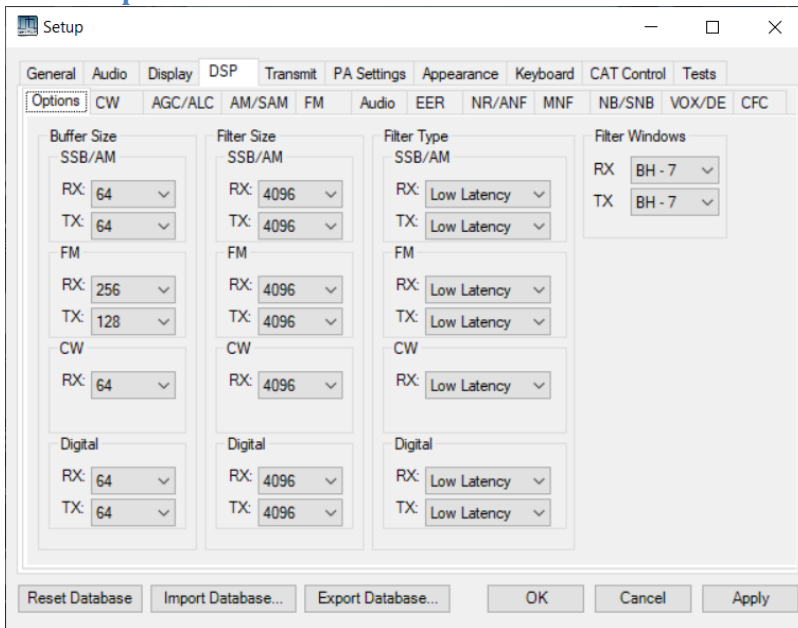 Setup
General Audio Display DSP Transmit PA Settings Appearance Keyboard CAT Control Tests
Options CW AGC/ALC AM/SAM FM Audio EER NR/ANF MNF NB/SNB VOX/DE CFC
Buffer Size Filter Size Filter Type Filter Windows
SSB/AM SSB/AM SSB/AM
RX: 64 RX: 4096 RX: Low Latency RX BH - 7
TX: 64 TX: 4096 TX: Low Latency TX BH - 7
FM FM FM
RX: 256 RX: 4096 RX: Low Latency
TX: 128 TX: 4096 TX: Low Latency
CW CW CW
RX: 64 RX: 4096 RX: Low Latency
Digital Digital Digital
RX: 64 RX: 4096 RX: Low Latency
TX: 64 TX: 4096 TX: Low Latency
Reset Database Import Database... Export Database... OK Cancel Apply